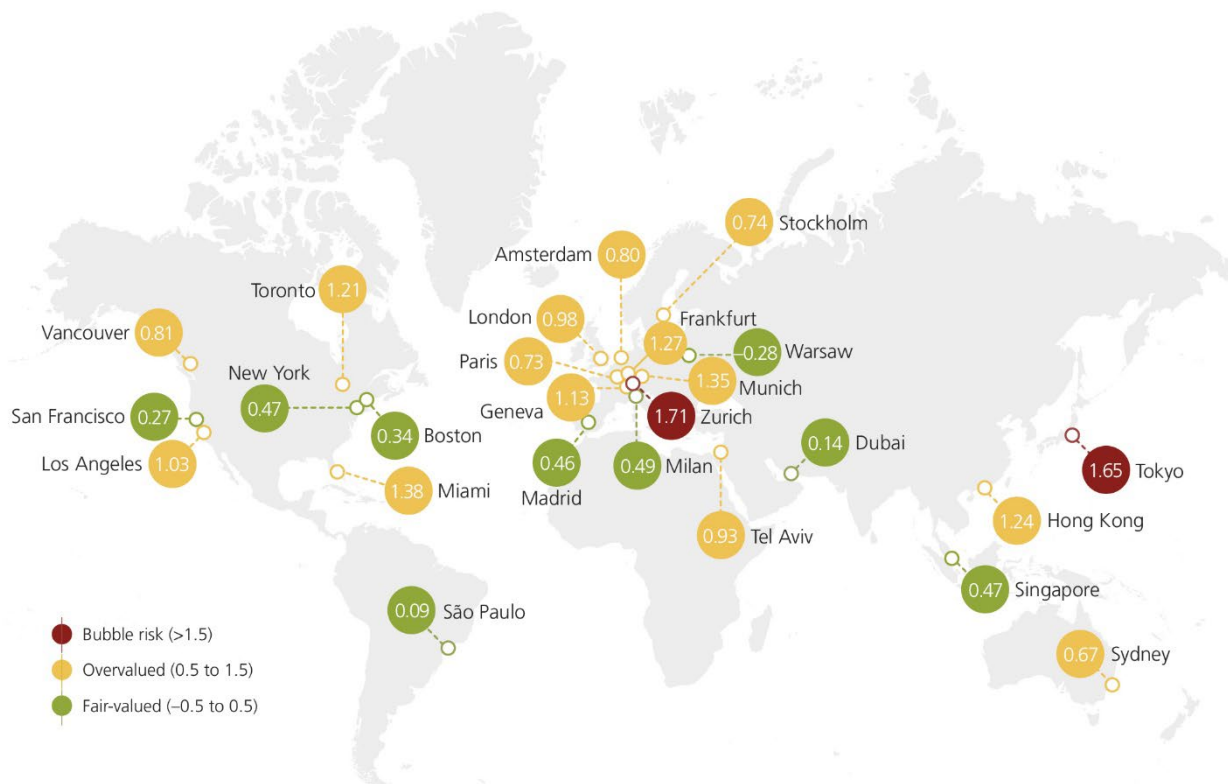 0.74 Stockholm
Amsterdam 0.80
Toronto 1.21
London 0.98
Frankfurt
1.27
Vancouver 0.81
Paris 0.73
–0.28 Warsaw
New York
0.47
1.35 Munich
Geneva 1.13
San Francisco 0.27
1.71 Zurich
0.34 Boston
0.14 Dubai
Los Angeles 1.03
0.46
Madrid
0.49 Milan
1.65 Tokyo
1.38 Miami
1.24 Hong Kong
0.93 Tel Aviv
0.47 Singapore
0.09 São Paulo
0.67 Sydney
Bubble risk (>1.5)
Overvalued (0.5 to 1.5)
Fair-valued (–0.5 to 0.5)